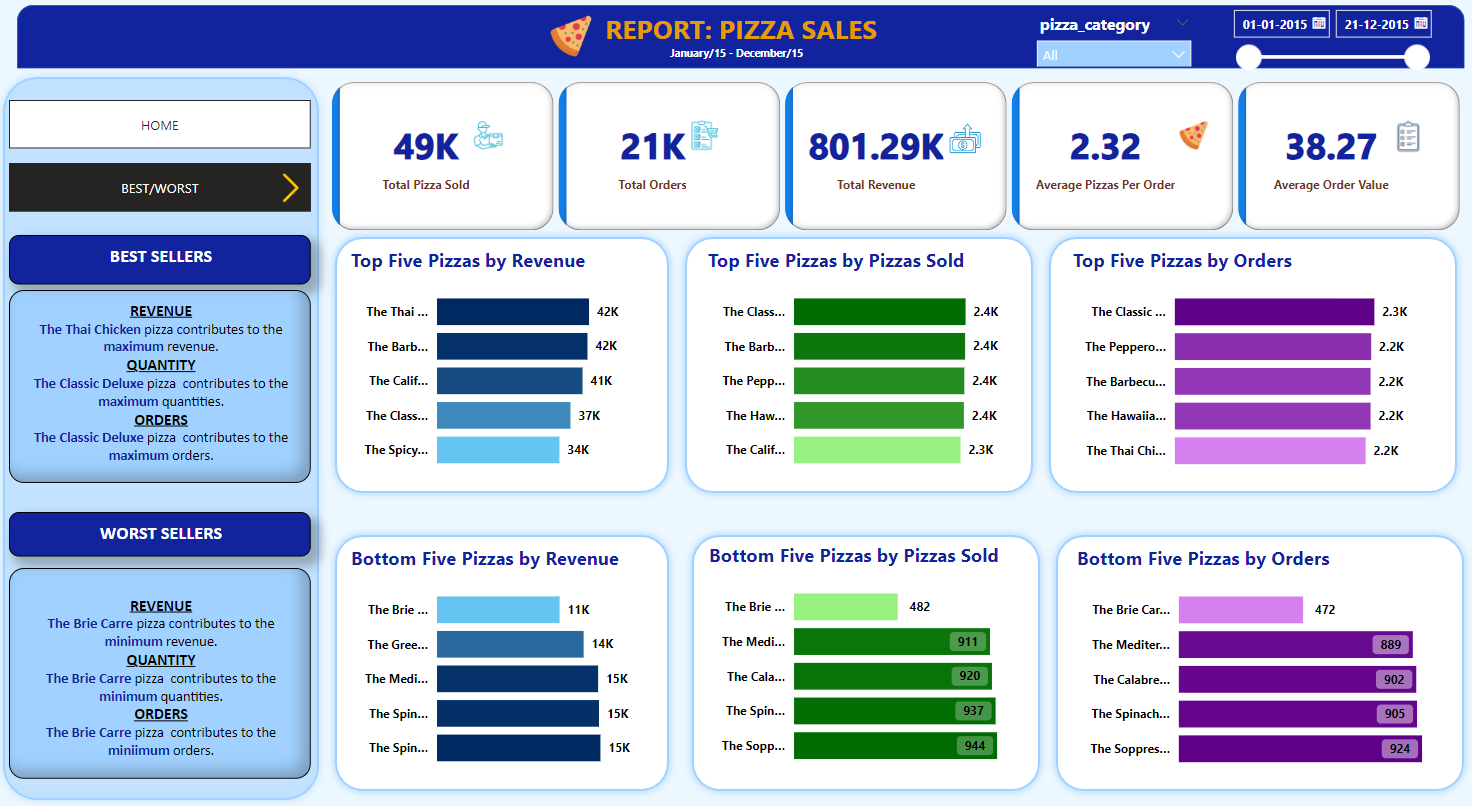 REPORT: PIZZA SALES
January/15 - December/15
pizza_category
All
01-01-2015
21-12-2015
HOME
BEST/WORST
BEST SELLERS
REVENUE
The Thai Chicken pizza contributes to the
maximum revenue.
QUANTITY
The Classic Deluxe pizza contributes to the
maximum quantities.
ORDERS
The Classic Deluxe pizza contributes to the
maximum orders.
WORST SELLERS
REVENUE
The Brie Carre pizza contributes to the
minimum revenue.
QUANTITY
The Brie Carre pizza contributes to the
minimum quantities.
ORDERS
The Brie Carre pizza contributes to the
miniimum orders.
49K
Total Pizza Sold
21K
Total Orders
801.29K
Total Revenue
2.32
Average Pizzas Per Order
38.27
Average Order Value
Top Five Pizzas by Revenue
The Thai ... 42K
The Barb... 42K
The Calif... 41K
The Class... 37K
The Spicy... 34K
Top Five Pizzas by Pizzas Sold
The Class... 2.4K
The Barb... 2.4K
The Pepp... 2.4K
The Haw... 2.4K
The Calif... 2.3K
Top Five Pizzas by Orders
The Classic ... 2.3K
The Peppero... 2.2K
The Barbecu... 2.2K
The Hawaiia... 2.2K
The Thai Chi... 2.2K
Bottom Five Pizzas by Revenue
The Brie ... 11K
The Gree... 14K
The Medi... 15K
The Spin... 15K
The Spin... 15K
Bottom Five Pizzas by Pizzas Sold
The Brie ... 482
The Medi... 911
The Cala... 920
The Spin... 937
The Sopp... 944
Bottom Five Pizzas by Orders
The Brie Car... 472
The Mediter... 889
The Calabre... 902
The Spinach... 905
The Soppres... 924